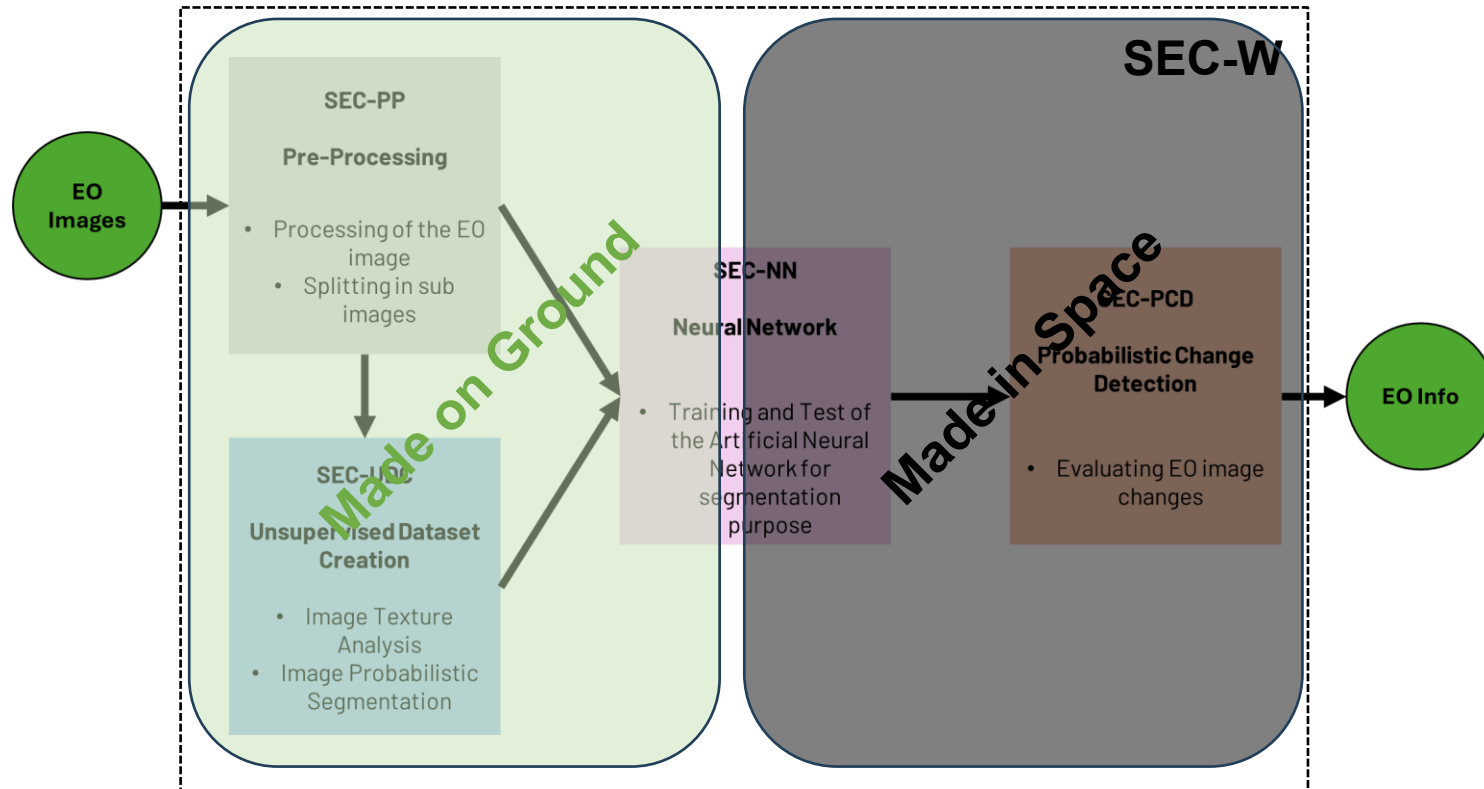 SEC-W
EO
Images
SEC-PP
Pre-Processing
• Processing of the EO
image
• Splitting in sub
images
SEC-UDC
Unsupervised Dataset
Creation
• Image Texture
Analysis
• Image Probabilistic
Segmentation
Made on Ground
SEC-NN
Neural Network
• Training and Test of
the Artificial Neural
Network for
segmentation
purpose
Made in Space
SEC-PCD
Probabilistic Change
Detection
• Evaluating EO image
changes
EO Info